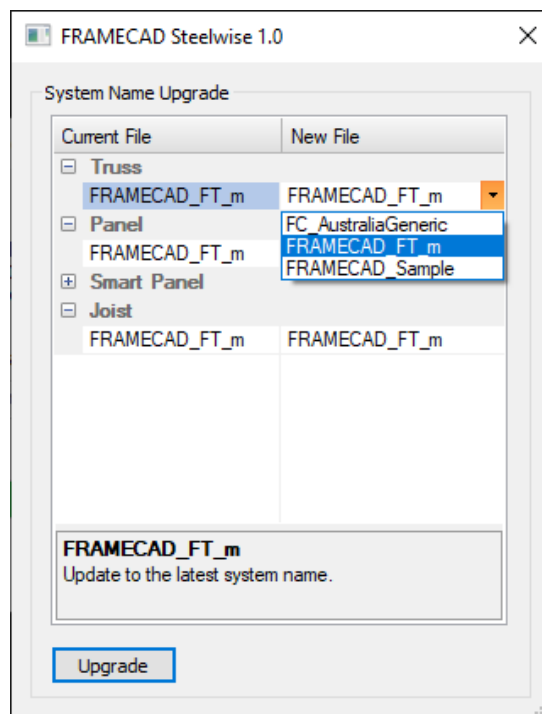 FRAMECAD Steelwise 1.0
System Name Upgrade
Current File New File
Truss
FRAMECAD_FT_m FRAMECAD_FT_m
Panel FC_AustraliaGeneric
FRAMECAD_FT_m FRAMECAD_FT_m
Smart Panel FRAMECAD_Sample
Joist
FRAMECAD_FT_m FRAMECAD_FT_m
FRAMECAD_FT_m
Update to the latest system name.
Upgrade